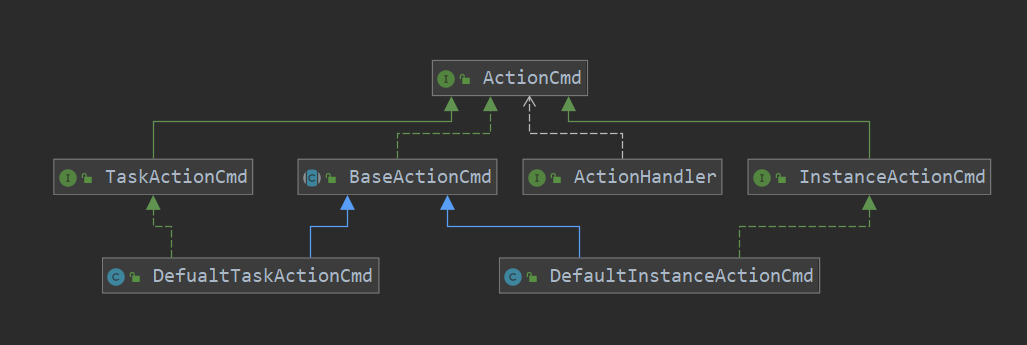 ActionCmd
TaskActionCmd
BaseActionCmd
ActionHandler
InstanceActionCmd
DefualtTaskActionCmd
DefaultInstanceActionCmd